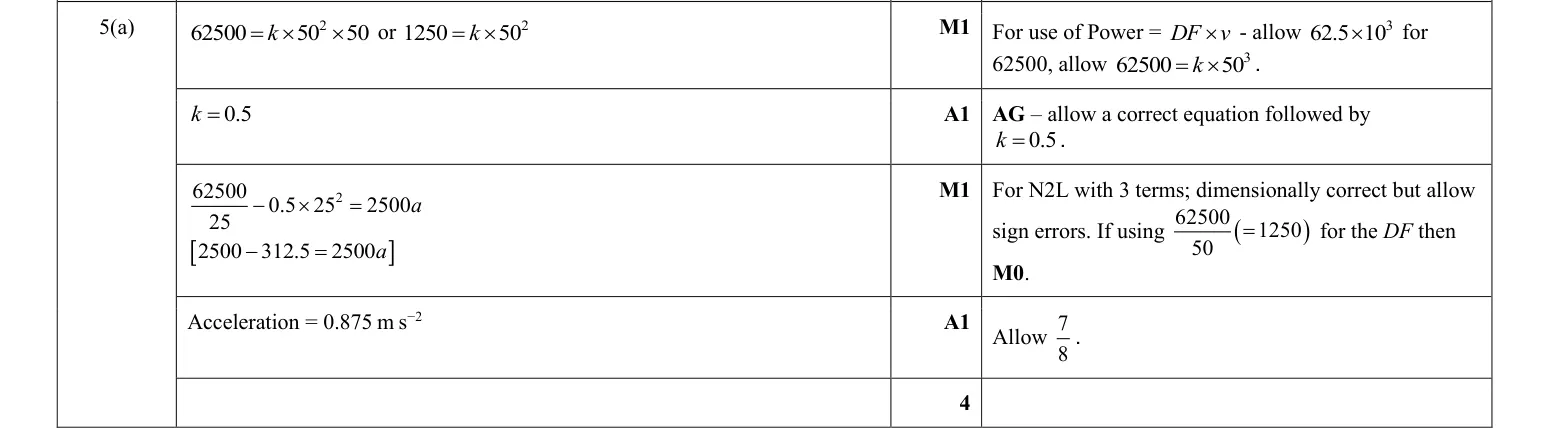 5(a)
62500 = k × 50² × 50 or 1250 = k × 50²
M1
For use of Power = DF × v - allow 62.5 × 10³ for
62500, allow 62500 = k × 50³ .
k = 0.5
A1
AG – allow a correct equation followed by
k = 0.5 .
62500/25 − 0.5 × 25² = 2500a
[2500 − 312.5 = 2500a]
M1
For N2L with 3 terms; dimensionally correct but allow
sign errors. If using 62500/50 (= 1250) for the DF then
M0.
Acceleration = 0.875 m s⁻²
A1
Allow 7/8 .
4